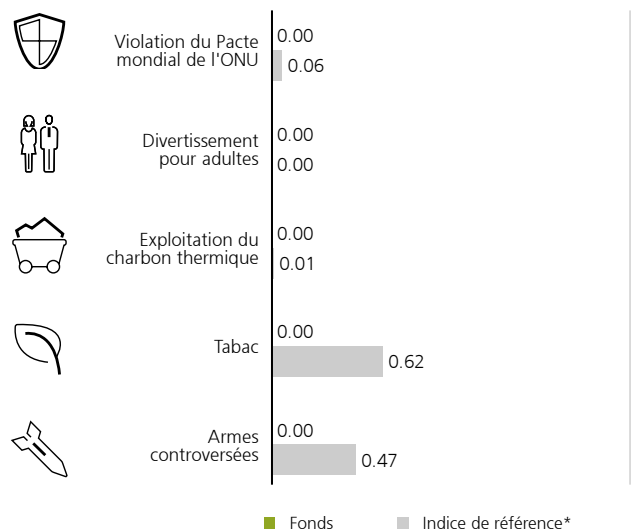 0.00
Violation du Pacte
mondial de l'ONU
0.06
0.00
Divertissement
pour adultes
0.00
0.00
Exploitation du
charbon thermique
0.01
0.00
Tabac
0.62
0.00
Armes
controversées
0.47
Fonds Indice de référence*